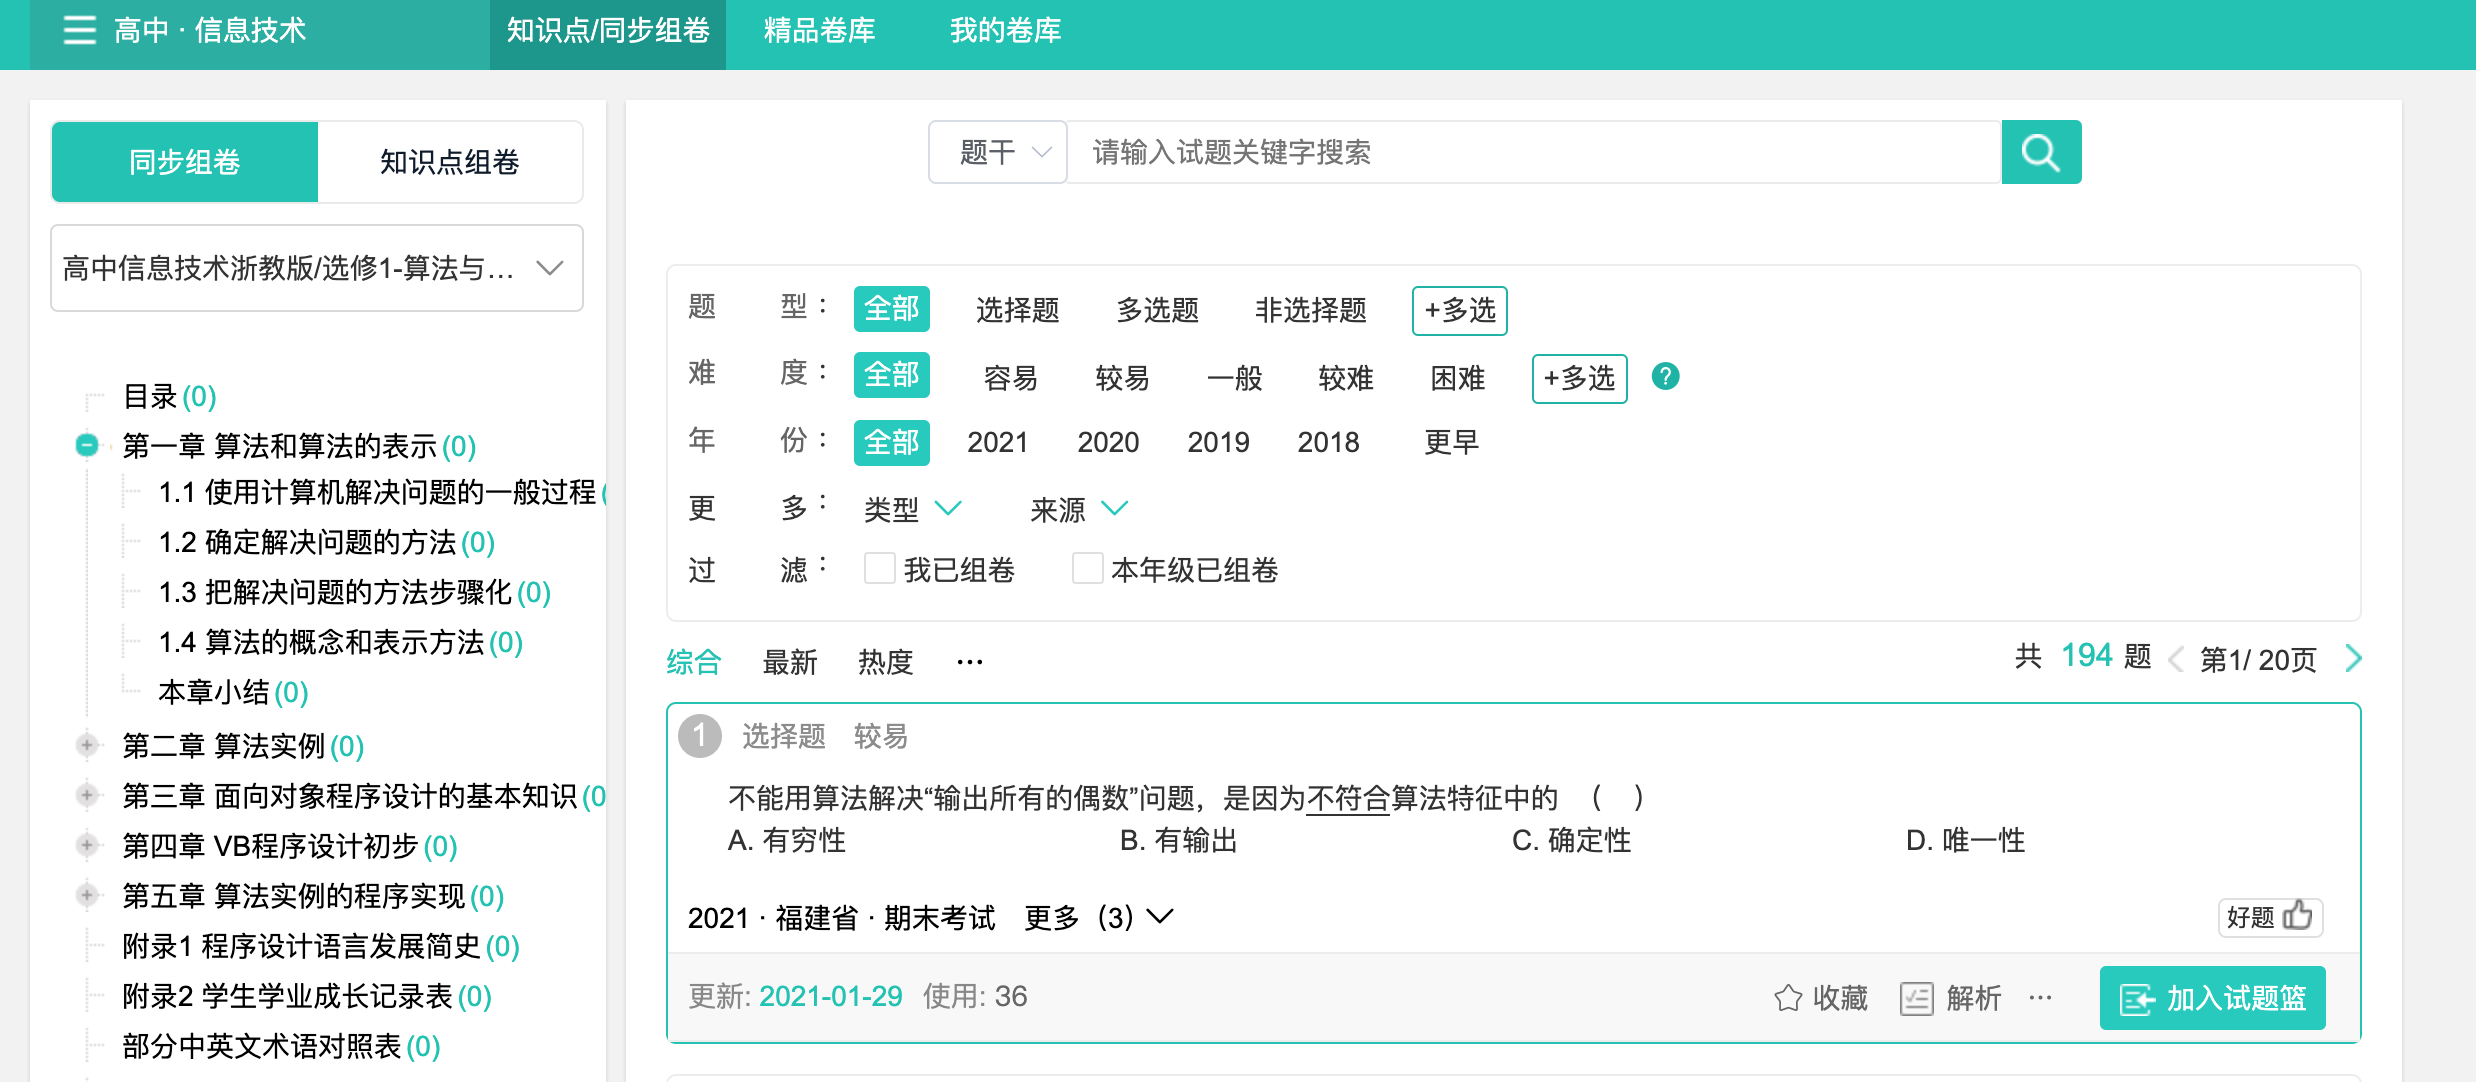 高中 · 信息技术 知识点/同步组卷 精品卷库 我的卷库
同步组卷 知识点组卷
高中信息技术浙教版/选修1-算法与...
目录(0)
第一章 算法和算法的表示(0)
1.1 使用计算机解决问题的一般过程(
1.2 确定解决问题的方法(0)
1.3 把解决问题的方法步骤化(0)
1.4 算法的概念和表示方法(0)
本章小结(0)
第二章 算法实例(0)
第三章 面向对象程序设计的基本知识(0
第四章 VB程序设计初步(0)
第五章 算法实例的程序实现(0)
附录1 程序设计语言发展简史(0)
附录2 学生学业成长记录表(0)
部分中英文术语对照表(0)
题干 请输入试题关键字搜索
题 型： 全部 选择题 多选题 非选择题 +多选
难 度： 全部 容易 较易 一般 较难 困难 +多选 ?
年 份： 全部 2021 2020 2019 2018 更早
更 多： 类型 来源
过 滤： 我已组卷 本年级已组卷
综合 最新 热度 ··· 共 194 题 第1/ 20页
1 选择题 较易
不能用算法解决“输出所有的偶数”问题，是因为不符合算法特征中的 （ ）
A. 有穷性 B. 有输出 C. 确定性 D. 唯一性
2021 · 福建省 · 期末考试 更多（3） 好题
更新: 2021-01-29 使用: 36 收藏 解析 ··· 加入试题篮